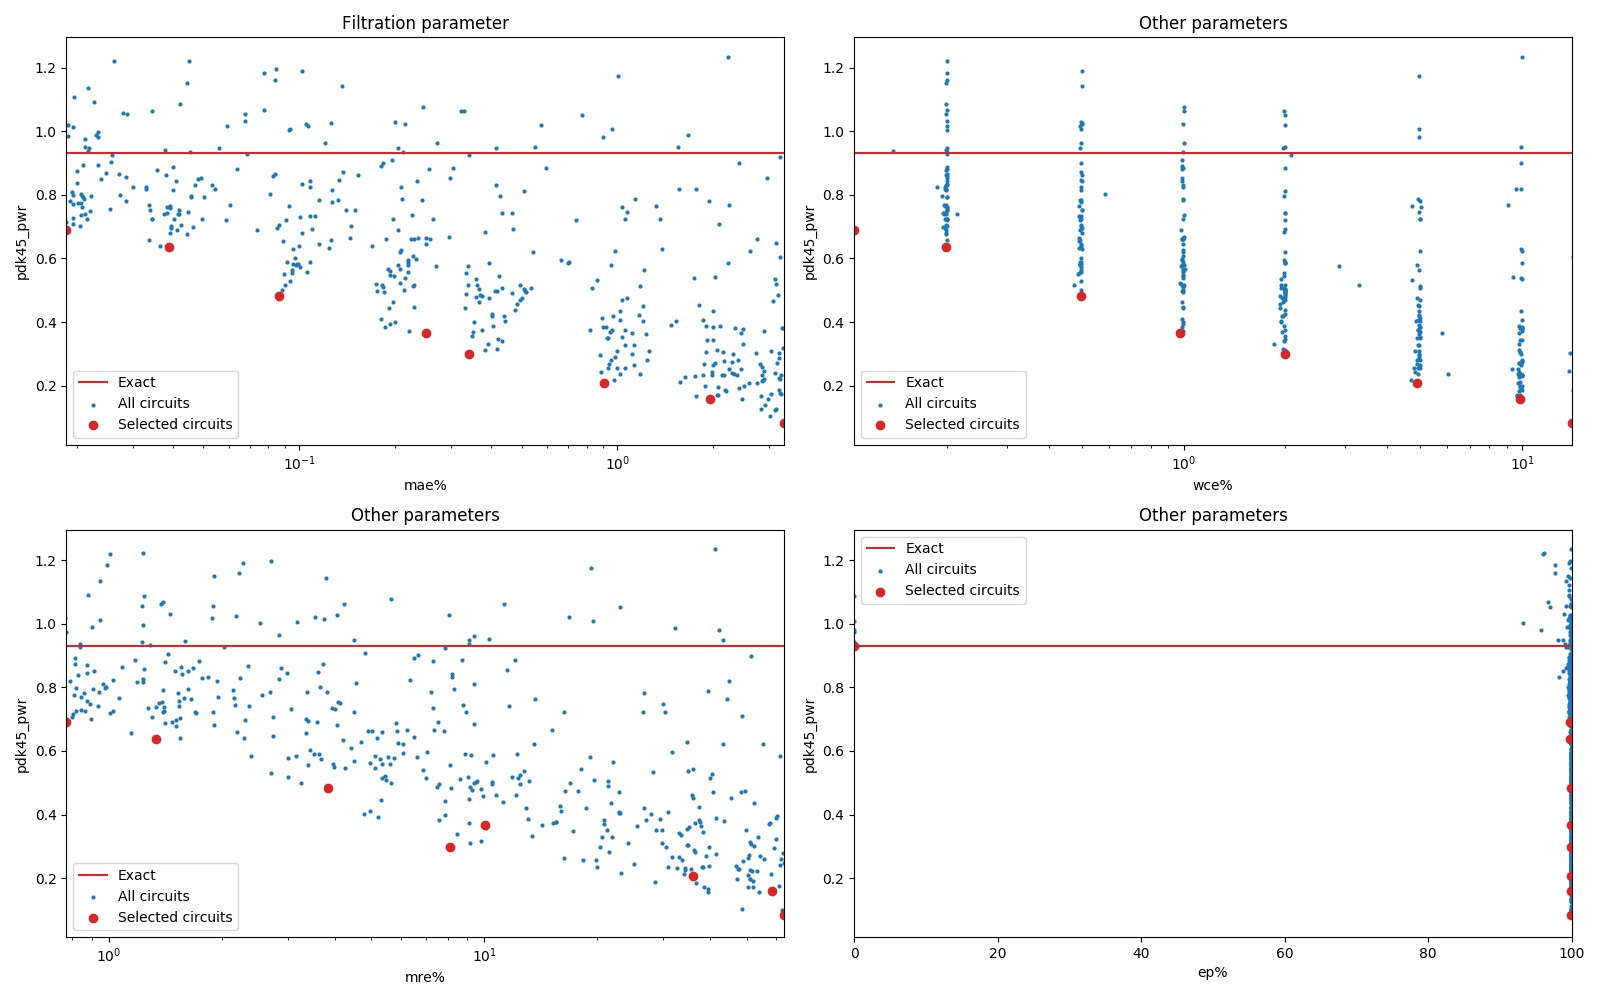 Filtration parameter
1.2
1.0
0.8
0.6
0.4
0.2
pdk45_pwr
Exact
All circuits
Selected circuits
10⁻¹
10⁰
mae%
Other parameters
1.2
1.0
0.8
0.6
0.4
0.2
pdk45_pwr
Exact
All circuits
Selected circuits
10⁰
10¹
wce%
Other parameters
1.2
1.0
0.8
0.6
0.4
0.2
pdk45_pwr
Exact
All circuits
Selected circuits
10⁰
10¹
mre%
Other parameters
Exact
All circuits
Selected circuits
1.2
1.0
0.8
0.6
0.4
0.2
pdk45_pwr
0 20 40 60 80 100
ep%